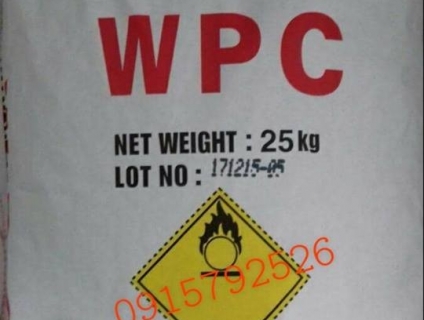 WPC
NET WEIGHT : 25kg
LOT NO : 171215-05
0915792526